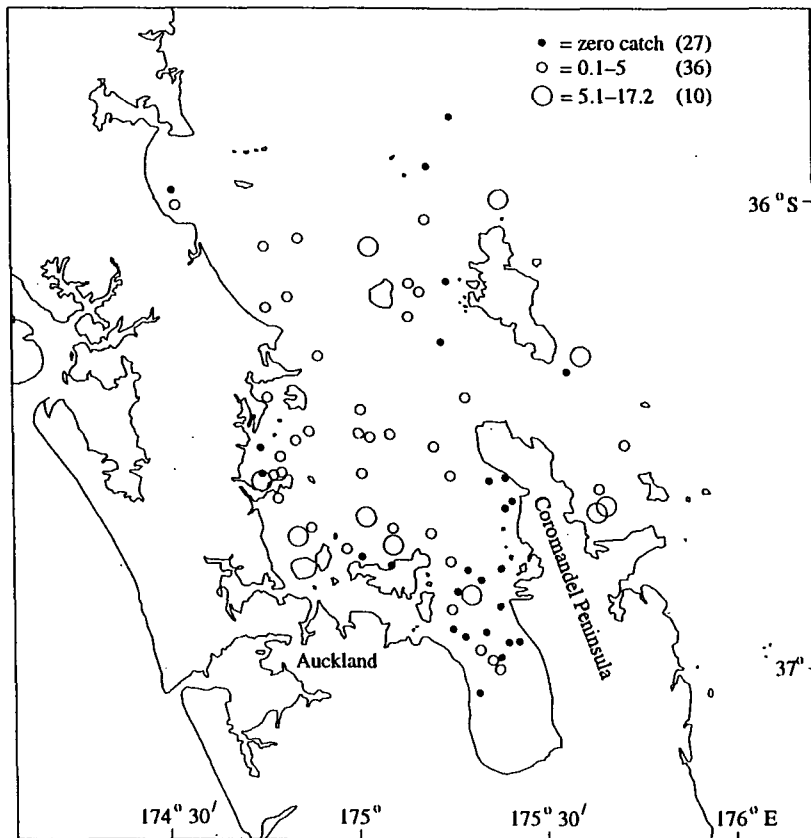 • = zero catch (27)
○ = 0.1–5 (36)
◯ = 5.1–17.2 (10)
36° S
Coromandel Peninsula
Auckland
37°
174° 30′
175°
175° 30′
176° E